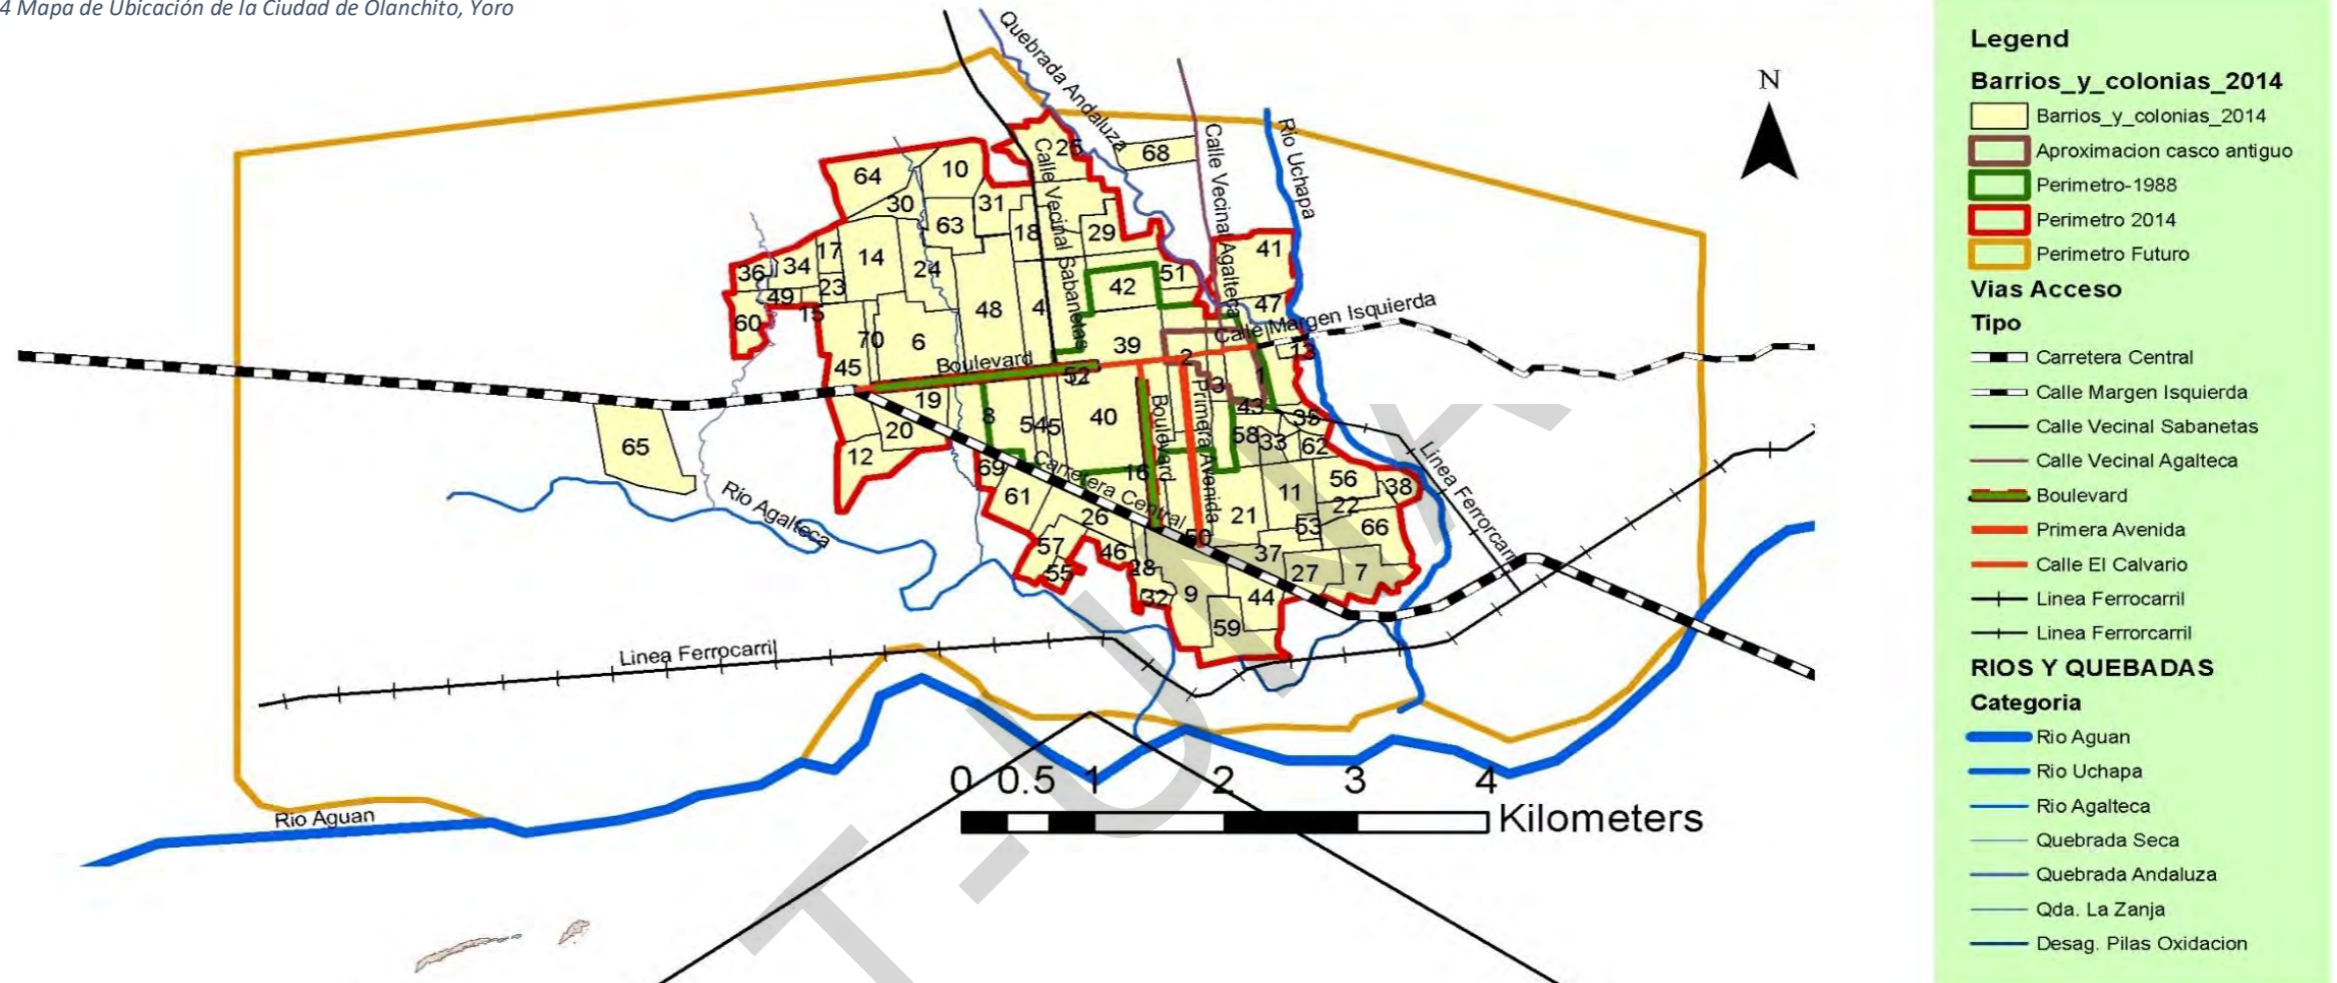 4 Mapa de Ubicación de la Ciudad de Olanchito, Yoro
Quebrada Andaluza
Calle Vecinal Agalteca
Rio Uchapa
Calle Vecinal Sabanetas
N
25
68
64
10
30
31
63
18
29
41
17
14
34
36
24
51
42
23
49
47
15
60
48
4
Calle Margen Isquierda
70
6
39
2
13
45
Boulevard
52
3
1
19
8
54
5
40
Boulevard
Primera Avenida
43
35
20
58
33
62
65
12
69
Carretera Central
16
56
38
Linea Ferrocarril
61
11
22
Rio Agalteca
26
21
53
66
50
57
46
37
55
28
27
7
32
9
44
59
Linea Ferrocarril
Rio Aguan
0 0.5 1 2 3 4
Kilometers
T-UNA
Legend
Barrios_y_colonias_2014
Barrios_y_colonias_2014
Aproximacion casco antiguo
Perimetro-1988
Perimetro 2014
Perimetro Futuro
Vias Acceso
Tipo
Carretera Central
Calle Margen Isquierda
Calle Vecinal Sabanetas
Calle Vecinal Agalteca
Boulevard
Primera Avenida
Calle El Calvario
Linea Ferrocarril
Linea Ferrorcarril
RIOS Y QUEBADAS
Categoria
Rio Aguan
Rio Uchapa
Rio Agalteca
Quebrada Seca
Quebrada Andaluza
Qda. La Zanja
Desag. Pilas Oxidacion